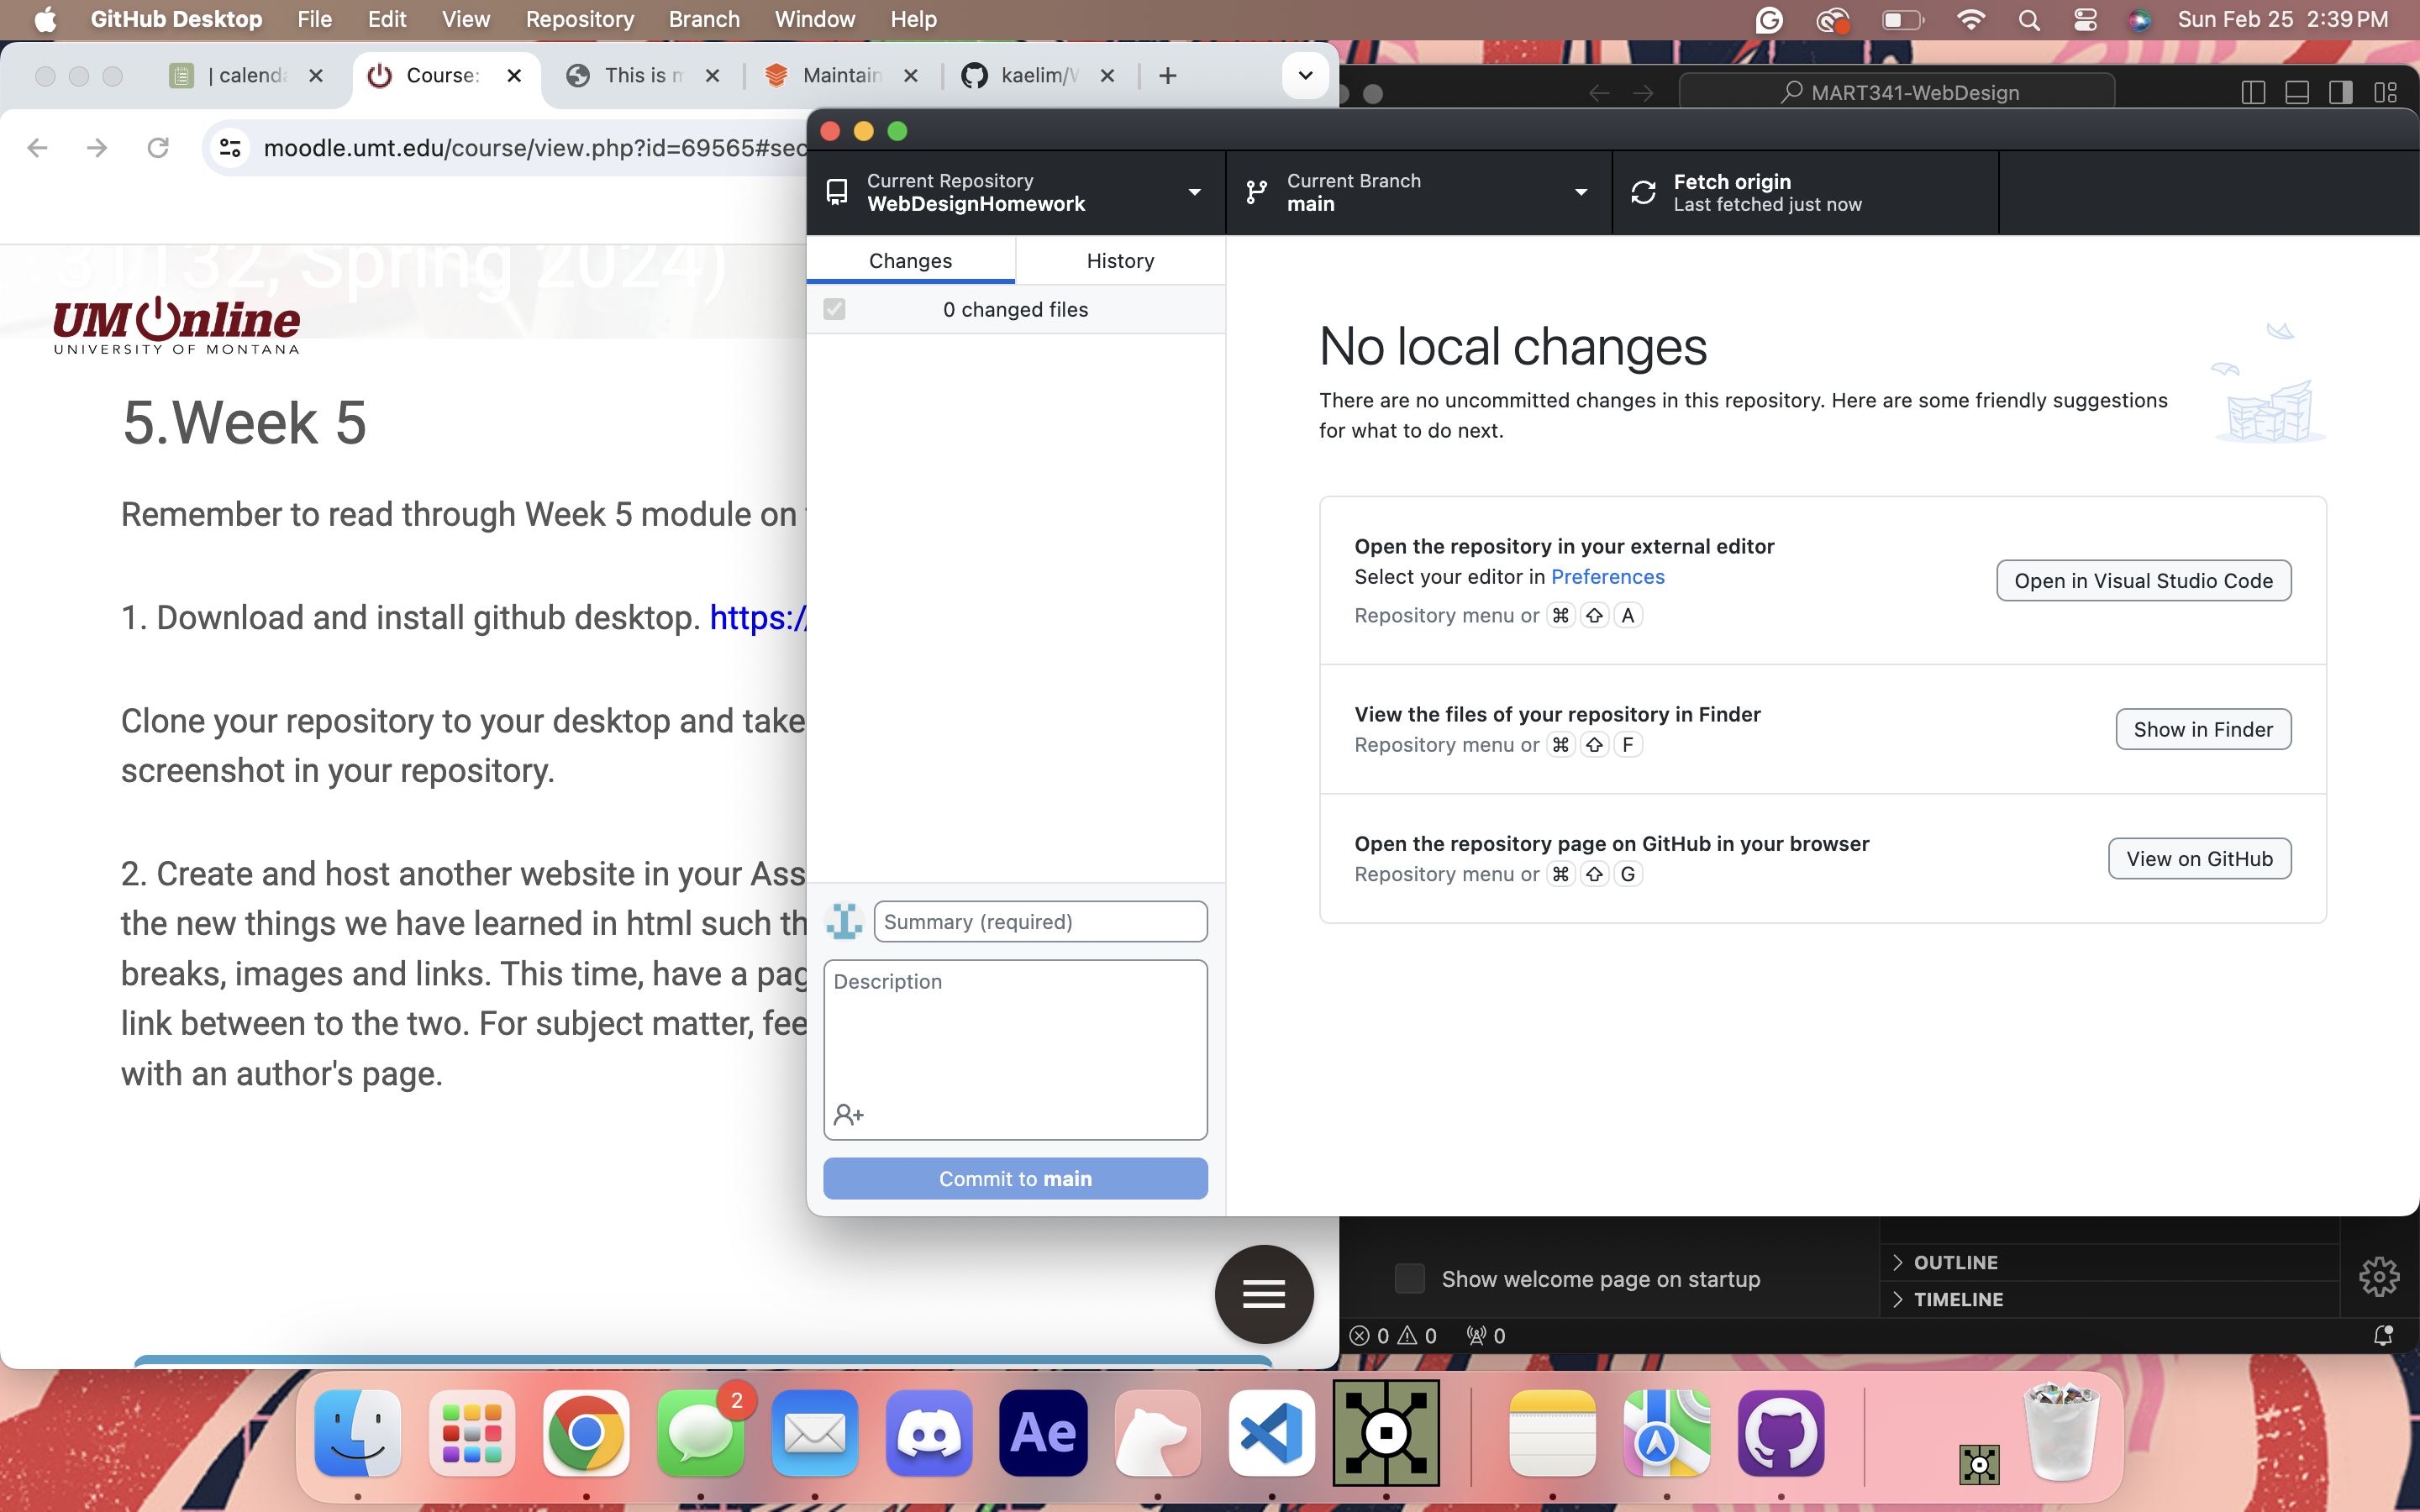 GitHub Desktop File Edit View Repository Branch Window Help
Sun Feb 25 2:39 PM
| calenda
Course:
This is m
Maintain
kaelim/W
MART341-WebDesign
moodle.umt.edu/course/view.php?id=69565#sec
31132, Spring 2024)
UM Online
UNIVERSITY OF MONTANA
5.Week 5
Remember to read through Week 5 module on
1. Download and install github desktop. https:/
Clone your repository to your desktop and take
screenshot in your repository.
2. Create and host another website in your Ass
the new things we have learned in html such th
breaks, images and links. This time, have a pag
link between to the two. For subject matter, fee
with an author's page.
Current Repository
WebDesignHomework
Current Branch
main
Fetch origin
Last fetched just now
Changes
History
0 changed files
Summary (required)
Description
Commit to main
No local changes
There are no uncommitted changes in this repository. Here are some friendly suggestions
for what to do next.
Open the repository in your external editor
Select your editor in Preferences
Repository menu or ⌘ ⇧ A
Open in Visual Studio Code
View the files of your repository in Finder
Repository menu or ⌘ ⇧ F
Show in Finder
Open the repository page on GitHub in your browser
Repository menu or ⌘ ⇧ G
View on GitHub
Show welcome page on startup
OUTLINE
TIMELINE
0 0 0
2
Ae